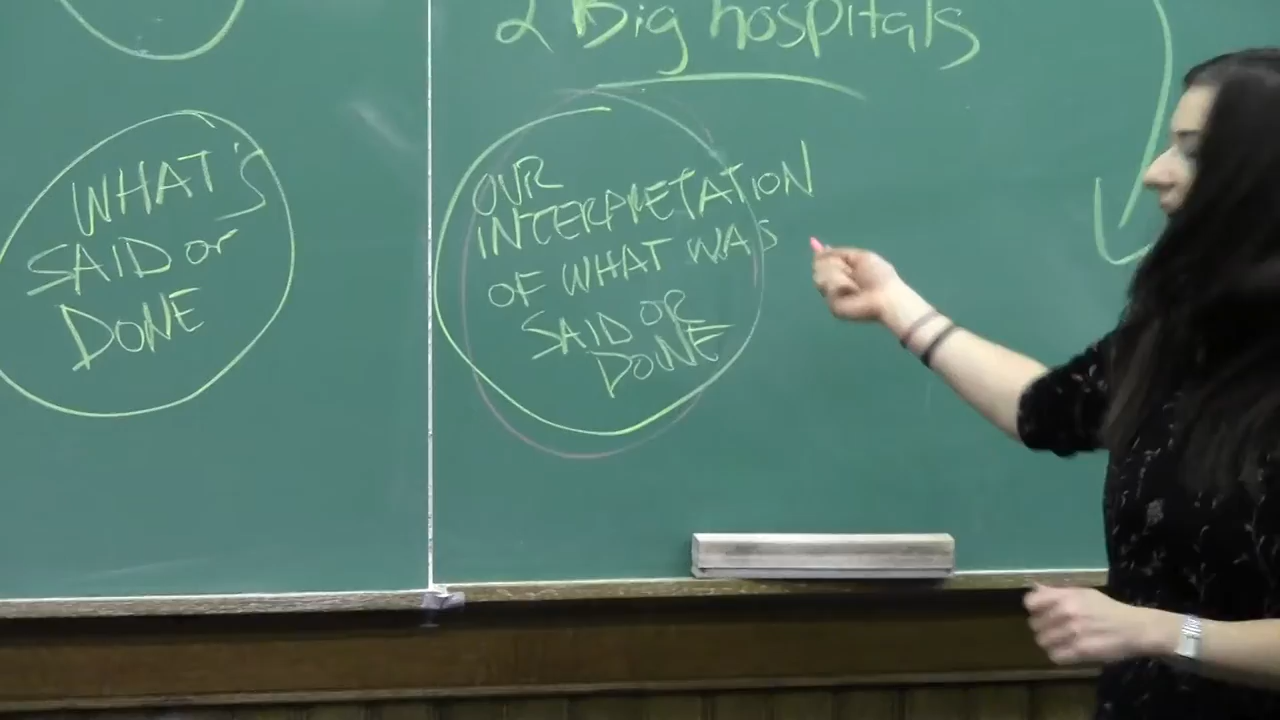 2 Big hospitals
WHAT'S
SAID or
DONE
OUR
INTERPRETATION
OF WHAT WAS
SAID OR
DONE